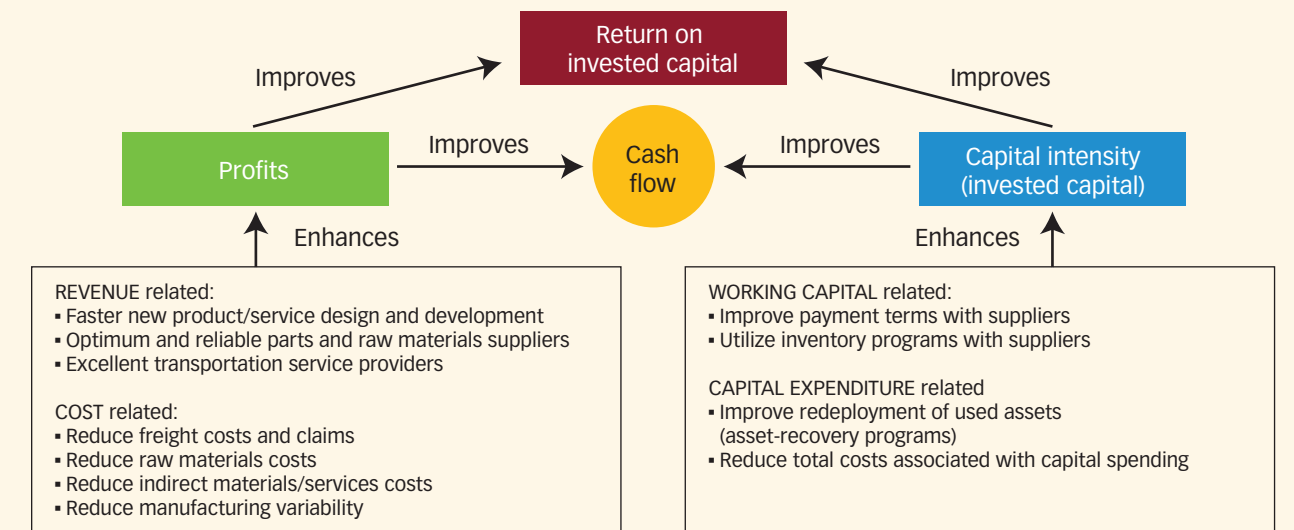 Return on
invested capital
Improves
Improves
Profits
Improves
Cash
flow
Improves
Capital intensity
(invested capital)
Enhances
Enhances
REVENUE related:
▪ Faster new product/service design and development
▪ Optimum and reliable parts and raw materials suppliers
▪ Excellent transportation service providers
COST related:
▪ Reduce freight costs and claims
▪ Reduce raw materials costs
▪ Reduce indirect materials/services costs
▪ Reduce manufacturing variability
WORKING CAPITAL related:
▪ Improve payment terms with suppliers
▪ Utilize inventory programs with suppliers
CAPITAL EXPENDITURE related
▪ Improve redeployment of used assets
(asset-recovery programs)
▪ Reduce total costs associated with capital spending